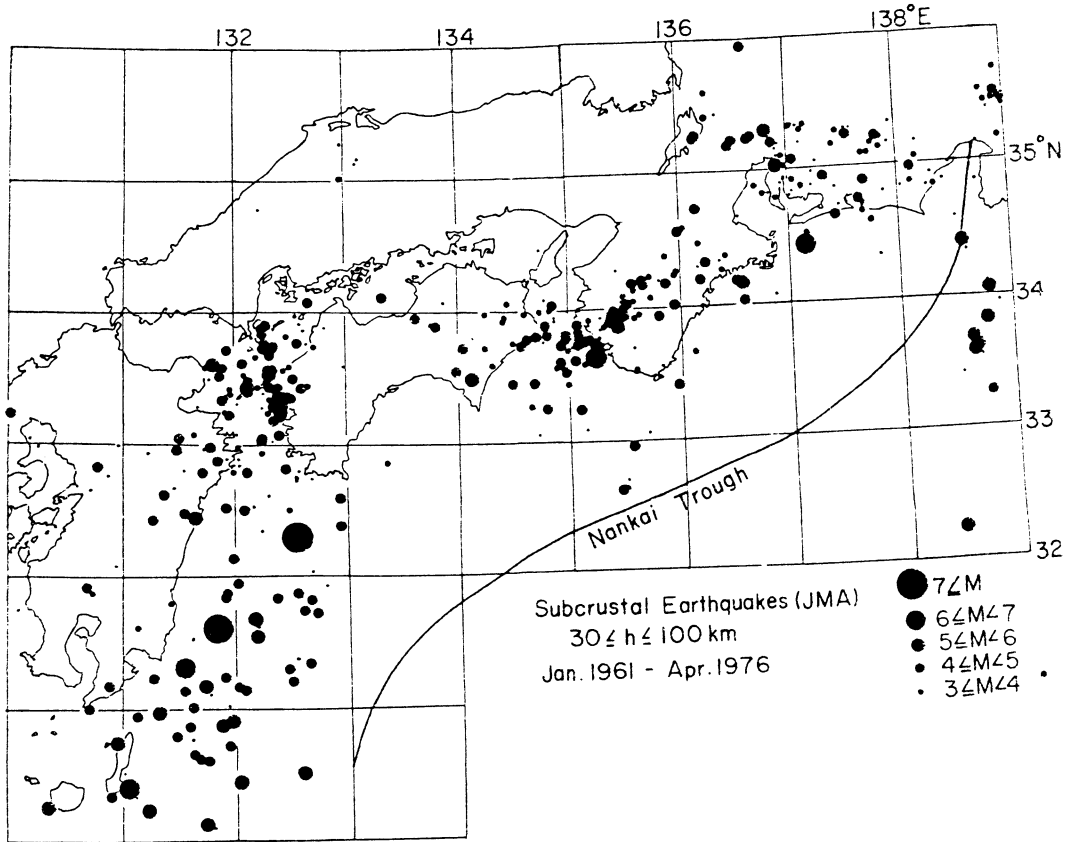 132 134 136 138°E
35°N
34
33
32
Nankai Trough
Subcrustal Earthquakes (JMA)
30≤h≤100 km
Jan. 1961 - Apr. 1976
7∠M
6≤M∠7
5≤M∠6
4≤M∠5
3≤M∠4